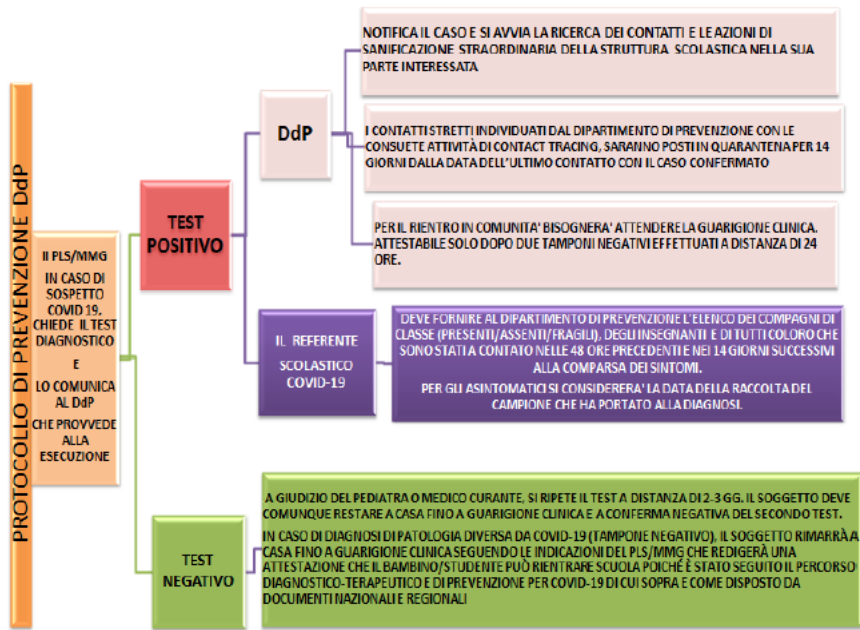 PROTOCOLLO DI PREVENZIONE DdP
Il PLS/MMG
IN CASO DI
SOSPETTO
COVID 19,
CHIEDE IL TEST
DIAGNOSTICO
E
LO COMUNICA
AL DdP
CHE PROVVEDE
ALLA
ESECUZIONE
TEST
POSITIVO
DdP
NOTIFICA IL CASO E SI AVVIA LA RICERCA DEI CONTATTI E LE AZIONI DI
SANIFICAZIONE STRAORDINARIA DELLA STRUTTURA SCOLASTICA NELLA SUA
PARTE INTERESSATA
I CONTATTI STRETTI INDIVIDUATI DAL DIPARTIMENTO DI PREVENZIONE CON LE
CONSUETE ATTIVITÀ DI CONTACT TRACING, SARANNO POSTI IN QUARANTENA PER 14
GIORNI DALLA DATA DELL'ULTIMO CONTATTO CON IL CASO CONFERMATO
PER IL RIENTRO IN COMUNITA' BISOGNERA' ATTENDERE LA GUARIGIONE CLINICA.
ATTESTABILE SOLO DOPO DUE TAMPONI NEGATIVI EFFETTUATI A DISTANZA DI 24
ORE.
IL REFERENTE
SCOLASTICO
COVID-19
DEVE FORNIRE AL DIPARTIMENTO DI PREVENZIONE L'ELENCO DEI COMPAGNI DI
CLASSE (PRESENTI/ASSENTI/FRAGILI), DEGLI INSEGNANTI E DI TUTTI COLORO CHE
SONO STATI A CONTATO NELLE 48 ORE PRECEDENTI E NEI 14 GIORNI SUCCESSIVI
ALLA COMPARSA DEI SINTOMI.
PER GLI ASINTOMATICI SI CONSIDERERA' LA DATA DELLA RACCOLTA DEL
CAMPIONE CHE HA PORTATO ALLA DIAGNOSI.
TEST
NEGATIVO
A GIUDIZIO DEL PEDIATRA O MEDICO CURANTE, SI RIPETE IL TEST A DISTANZA DI 2-3 GG. IL SOGGETTO DEVE
COMUNQUE RESTARE A CASA FINO A GUARIGIONE CLINICA E A CONFERMA NEGATIVA DEL SECONDO TEST.
IN CASO DI DIAGNOSI DI PATOLOGIA DIVERSA DA COVID-19 (TAMPONE NEGATIVO), IL SOGGETTO RIMARRÀ A
CASA FINO A GUARIGIONE CLINICA SEGUENDO LE INDICAZIONI DEL PLS/MMG CHE REDIGERÀ UNA
ATTESTAZIONE CHE IL BAMBINO/STUDENTE PUÒ RIENTRARE SCUOLA POICHÉ È STATO SEGUITO IL PERCORSO
DIAGNOSTICO-TERAPEUTICO E DI PREVENZIONE PER COVID-19 DI CUI SOPRA E COME DISPOSTO DA
DOCUMENTI NAZIONALI E REGIONALI